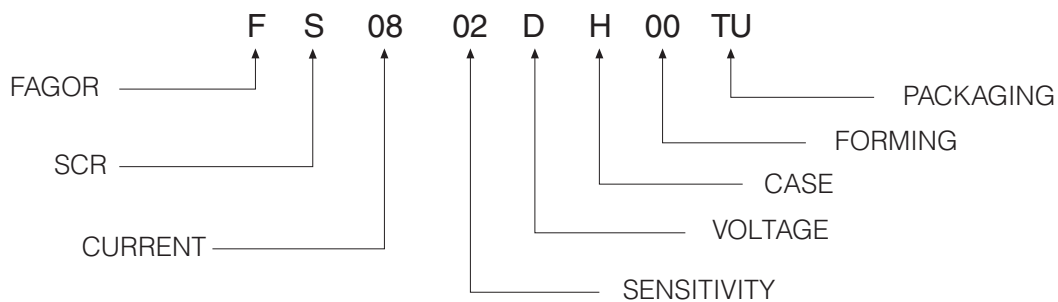 F S 08 02 D H 00 TU
FAGOR
PACKAGING
FORMING
SCR
CASE
VOLTAGE
CURRENT
SENSITIVITY